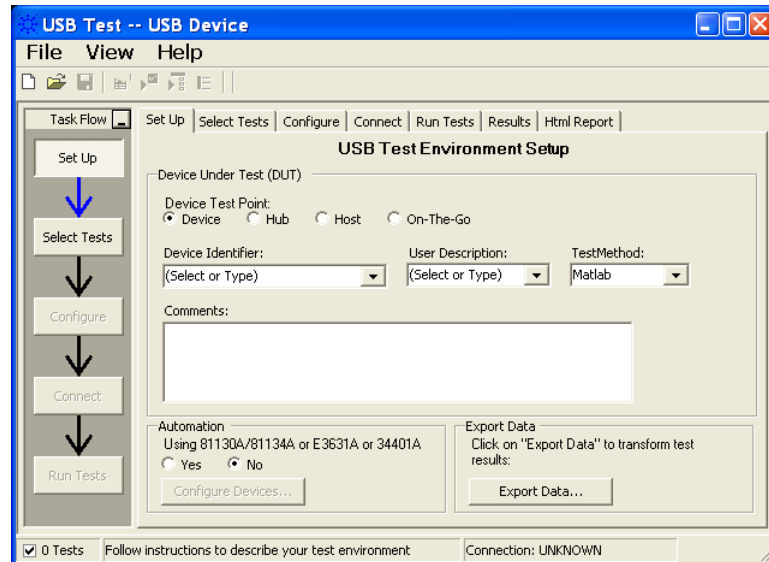 USB Test -- USB Device
File View Help
Task Flow
Set Up
Select Tests
Configure
Connect
Run Tests
Set Up Select Tests Configure Connect Run Tests Results Html Report
USB Test Environment Setup
Device Under Test (DUT)
Device Test Point:
Device Hub Host On-The-Go
Device Identifier: User Description: TestMethod:
(Select or Type) (Select or Type) Matlab
Comments:
Automation
Using 81130A/81134A or E3631A or 34401A
Yes No
Configure Devices...
Export Data
Click on "Export Data" to transform test
results:
Export Data...
0 Tests Follow instructions to describe your test environment Connection: UNKNOWN